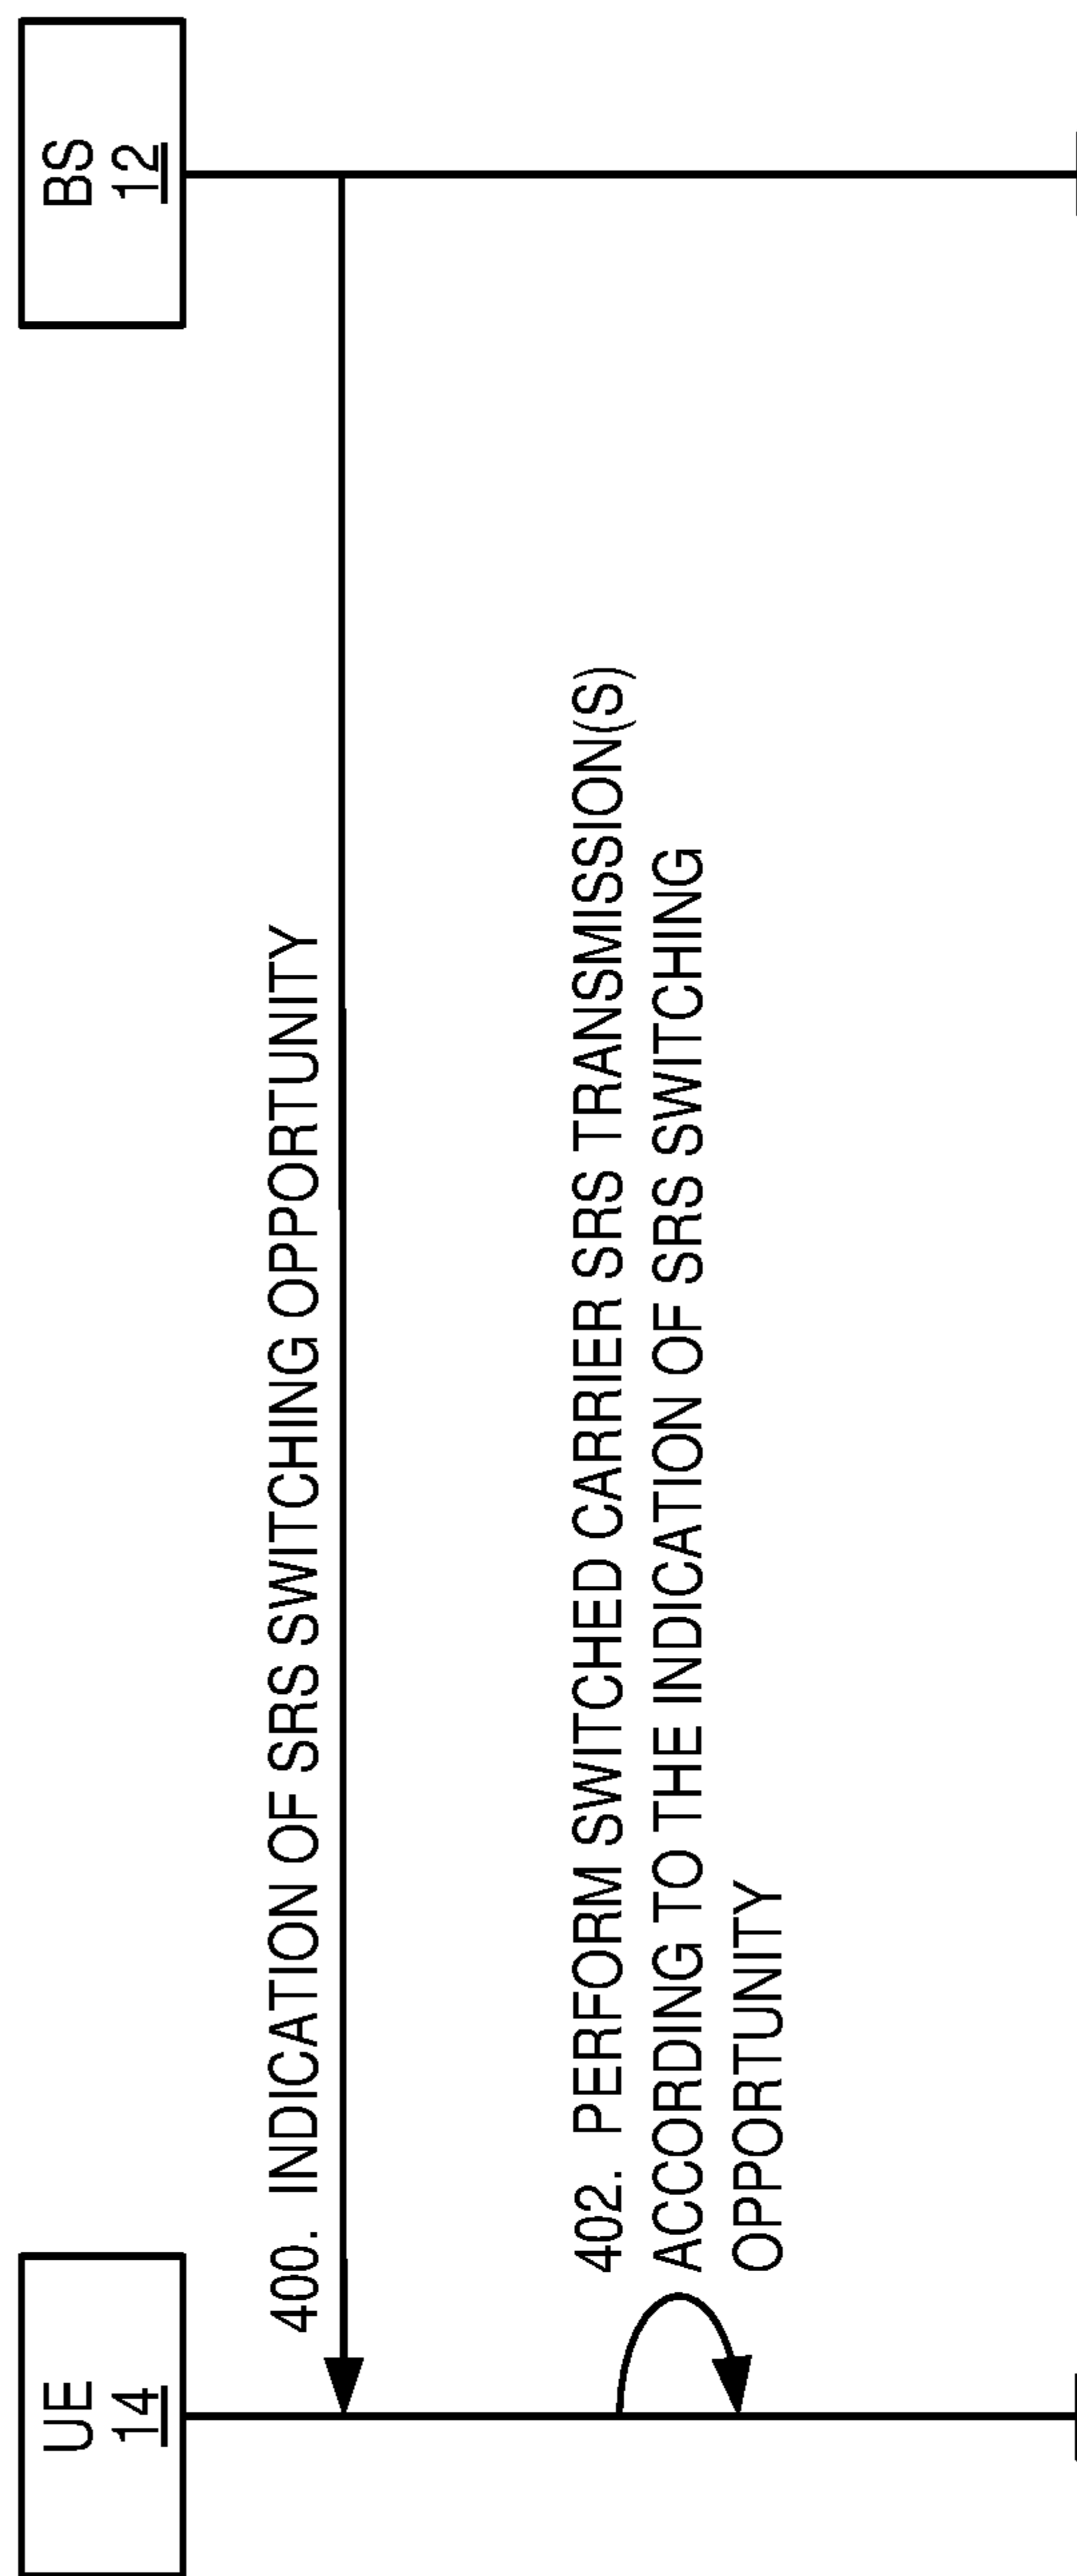 UE
14
BS
12
400. INDICATION OF SRS SWITCHING OPPORTUNITY
402. PERFORM SWITCHED CARRIER SRS TRANSMISSION(S)
ACCORDING TO THE INDICATION OF SRS SWITCHING
OPPORTUNITY